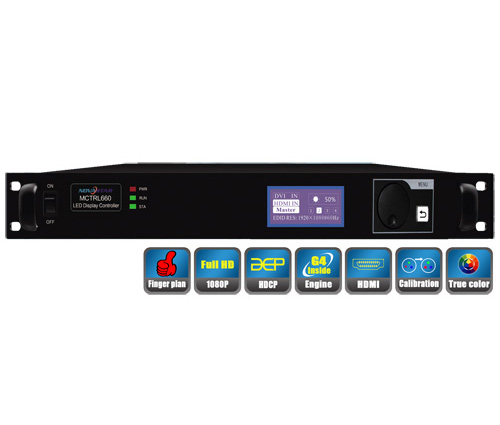 ON
OFF
NOVASTAR
MCTRL660
LED Display Controller
PWR
RUN
STA
DVI IN
HDMI IN
Master
50%
MENU
Finger plan
Full HD
1080P
HDCP
G4
inside
Engine
HDMI
Calibration
True color